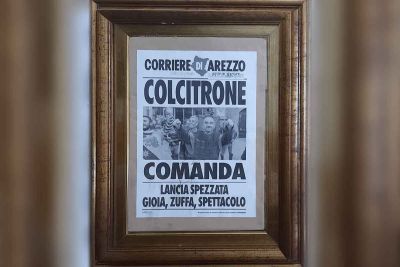 CORRIERE DI AREZZO
COLCITRONE
COMANDA
LANCIA SPEZZATA
GIOIA, ZUFFA, SPETTACOLO